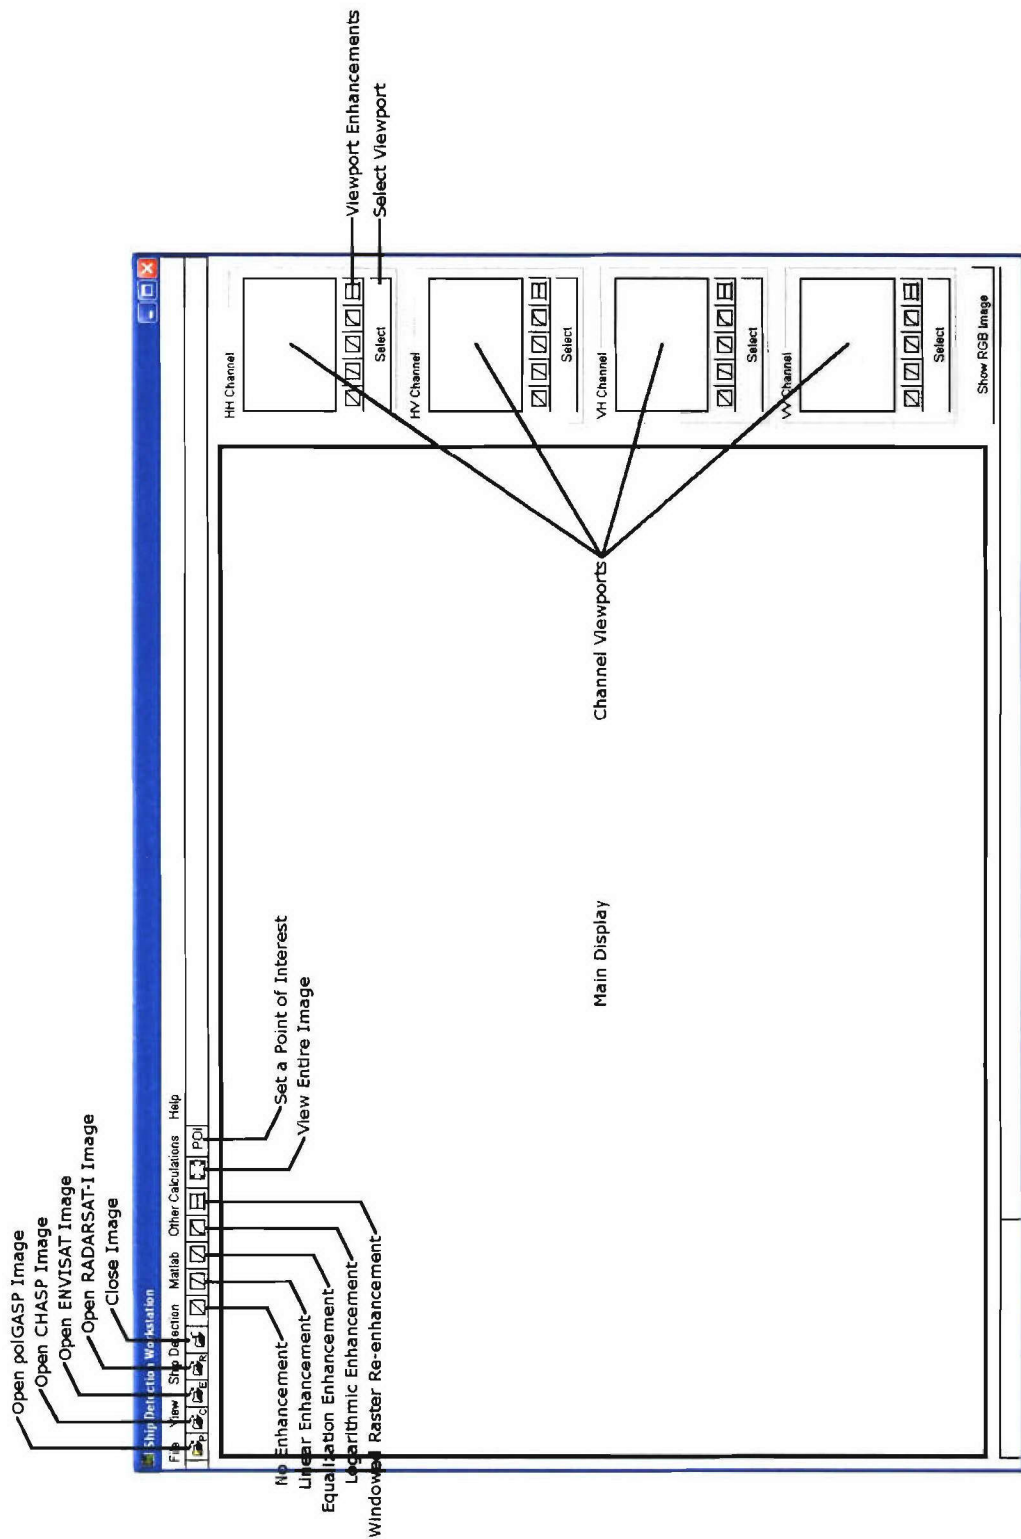 Open polGASP Image
Open CHASP Image
Open ENVISAT Image
Open RADARSAT-I Image
Close Image
Ship Detection Workstation
File View Ship Detection Matlab Other Calculations Help
P C E R POI
Set a Point of Interest
View Entire Image
No Enhancement
Linear Enhancement
Equalization Enhancement
Logarithmic Enhancement
Windowed Raster Re-enhancement
Main Display
Channel Viewports
HH Channel
Select
HV Channel
Select
VH Channel
Select
VV Channel
Select
Show RGB Image
Viewport Enhancements
Select Viewport